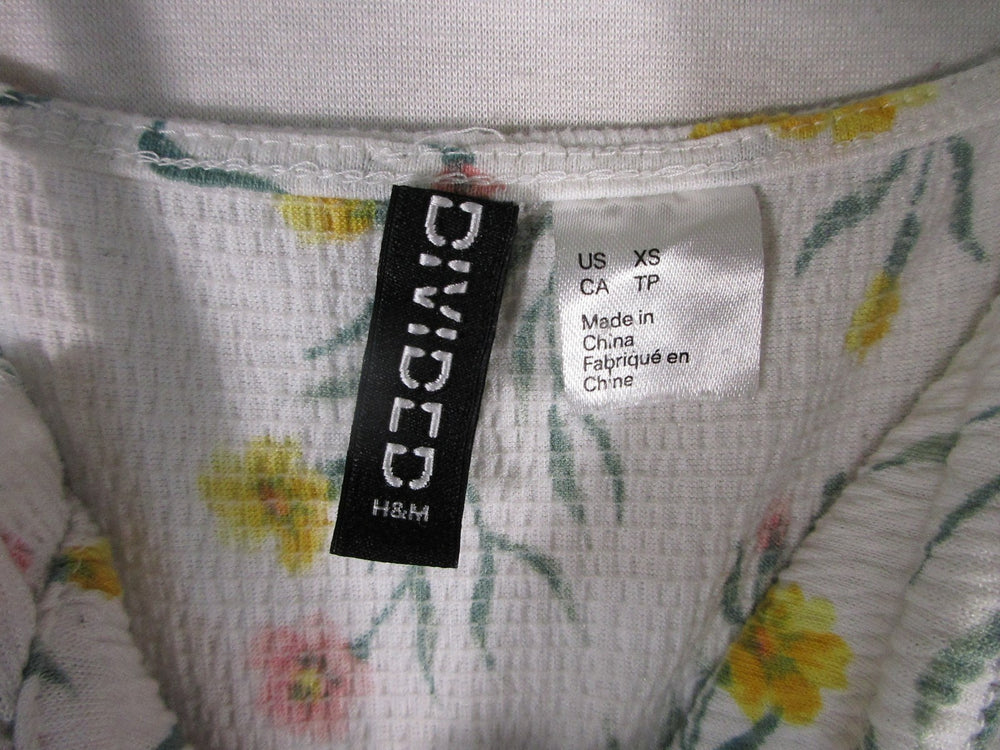 DIVIDED
H&M
US XS
CA TP
Made in
China
Fabriqué en
Chine